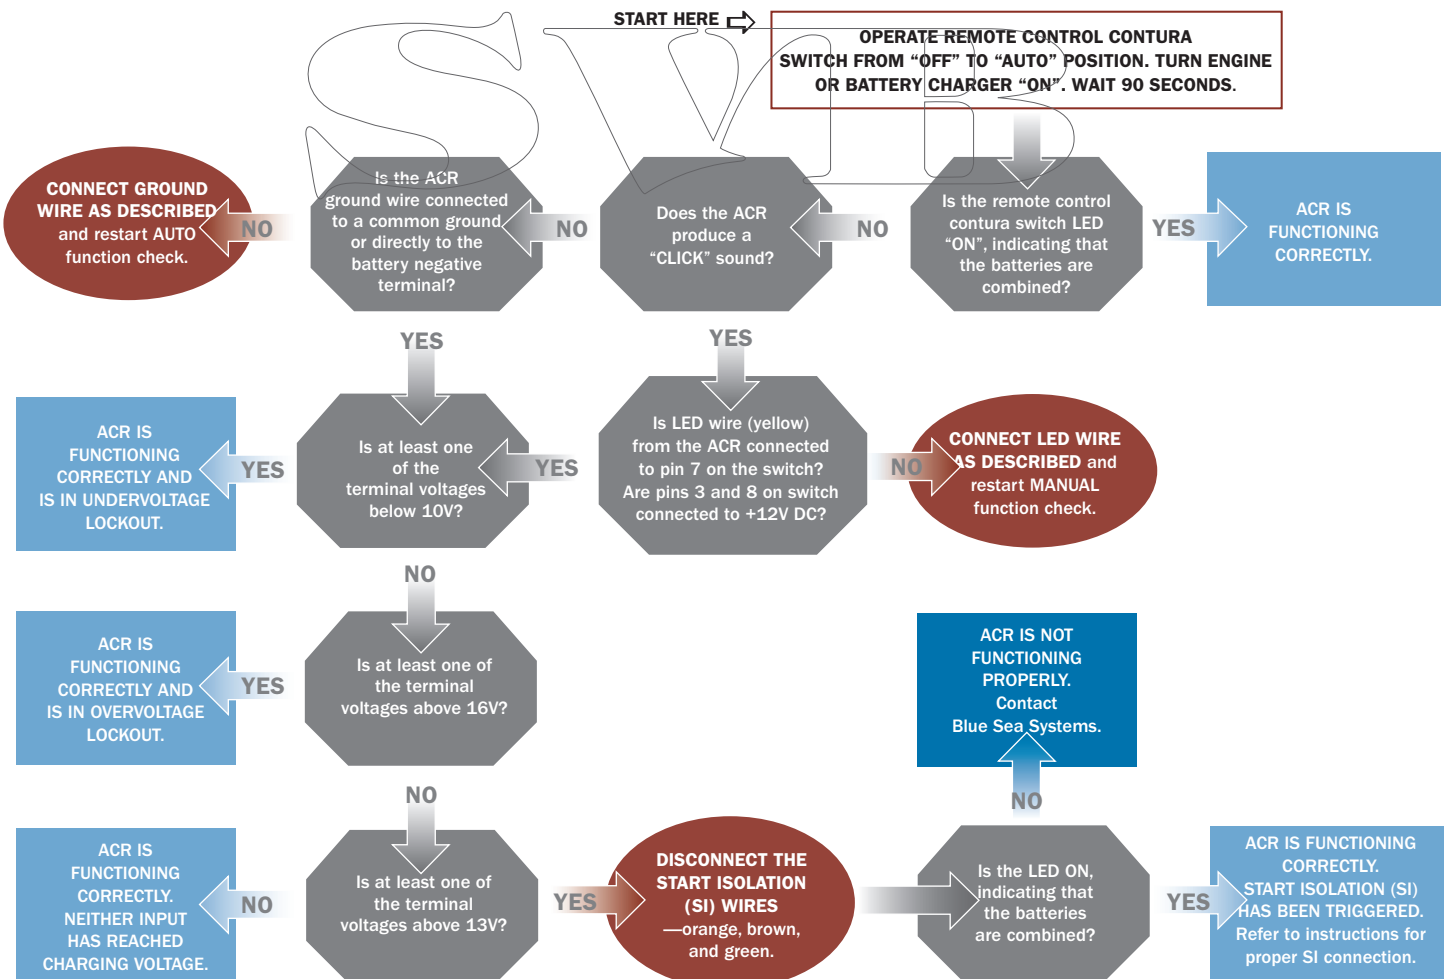 START HERE
OPERATE REMOTE CONTROL CONTURA
SWITCH FROM “OFF” TO “AUTO” POSITION. TURN ENGINE
OR BATTERY CHARGER “ON”. WAIT 90 SECONDS.
SVB
Is the remote control
contura switch LED
“ON”, indicating that
the batteries are
combined?
YES
ACR IS
FUNCTIONING
CORRECTLY.
NO
Does the ACR
produce a
“CLICK” sound?
NO
Is the ACR
ground wire connected
to a common ground
or directly to the
battery negative
terminal?
NO
CONNECT GROUND
WIRE AS DESCRIBED
and restart AUTO
function check.
YES
YES
Is LED wire (yellow)
from the ACR connected
to pin 7 on the switch?
Are pins 3 and 8 on switch
connected to +12V DC?
NO
CONNECT LED WIRE
AS DESCRIBED and
restart MANUAL
function check.
YES
Is at least one
of the
terminal voltages
below 10V?
YES
ACR IS
FUNCTIONING
CORRECTLY AND
IS IN UNDERVOLTAGE
LOCKOUT.
NO
Is at least one of
the terminal
voltages above 16V?
YES
ACR IS
FUNCTIONING
CORRECTLY AND
IS IN OVERVOLTAGE
LOCKOUT.
NO
Is at least one of
the terminal
voltages above 13V?
NO
ACR IS
FUNCTIONING
CORRECTLY.
NEITHER INPUT
HAS REACHED
CHARGING VOLTAGE.
YES
DISCONNECT THE
START ISOLATION
(SI) WIRES
—orange, brown,
and green.
Is the LED ON,
indicating that
the batteries
are combined?
NO
ACR IS NOT
FUNCTIONING
PROPERLY.
Contact
Blue Sea Systems.
YES
ACR IS FUNCTIONING
CORRECTLY.
START ISOLATION (SI)
HAS BEEN TRIGGERED.
Refer to instructions for
proper SI connection.